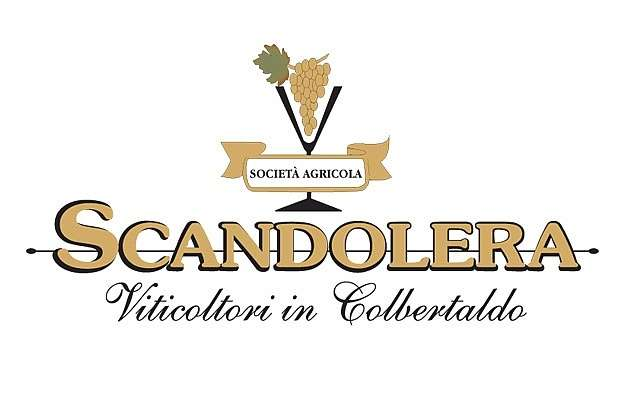 SOCIETÀ AGRICOLA
SCANDOLERA
Viticoltori in Colbertaldo